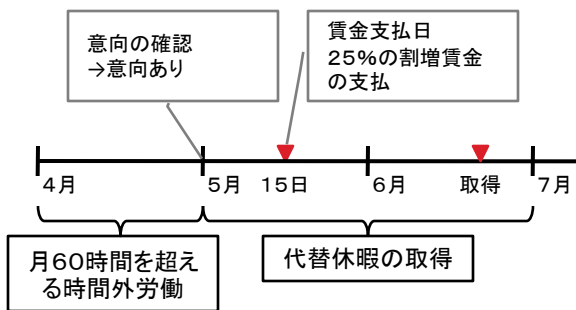 意向の確認
→意向あり
賃金支払日
25%の割増賃金
の支払
4月
5月
15日
6月
取得
7月
月60時間を超え
る時間外労働
代替休暇の取得